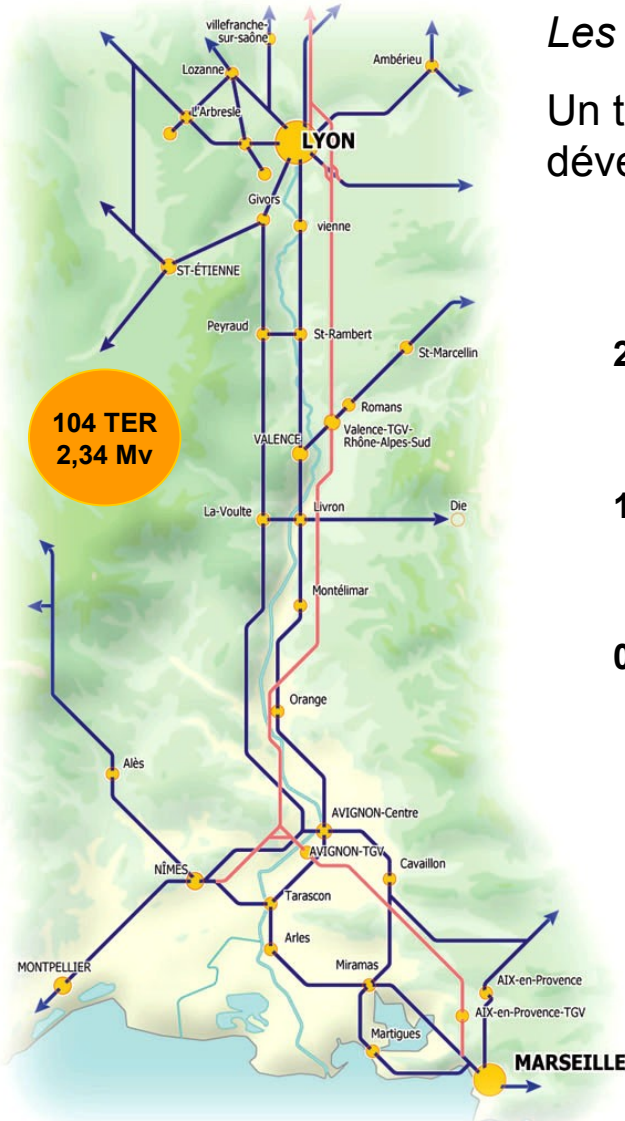 Les
Un t
déve
villefranche-
sur-saône
Ambérieu
Lozanne
L'Arbresle
LYON
Givors
vienne
ST-ÉTIENNE
Peyraud
St-Rambert
St-Marcellin
2
104 TER
2,34 Mv
Romans
Valence-TGV-
Rhône-Alpes-Sud
VALENCE
La-Voulte
Livron
Die
1
Montélimar
0
Orange
Alès
AVIGNON-Centre
AVIGNON-TGV
Cavaillon
NÎMES
Tarascon
Arles
MONTPELLIER
Miramas
AIX-en-Provence
AIX-en-Provence-TGV
Martigues
MARSEILLE